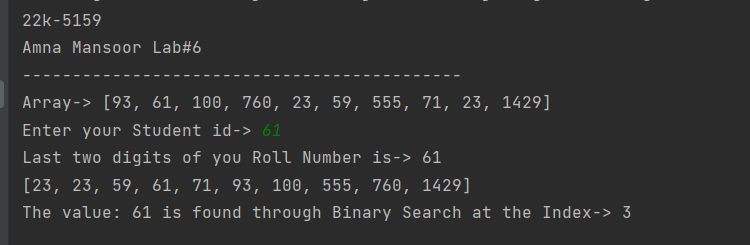 22k-5159
Amna Mansoor Lab#6
--------------------------------------------
Array-> [93, 61, 100, 760, 23, 59, 555, 71, 23, 1429]
Enter your Student id-> 61
Last two digits of you Roll Number is-> 61
[23, 23, 59, 61, 71, 93, 100, 555, 760, 1429]
The value: 61 is found through Binary Search at the Index-> 3